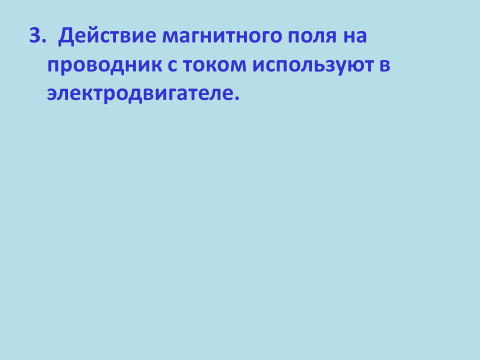 3. Действие магнитного поля на
проводник с током используют в
электродвигателе.